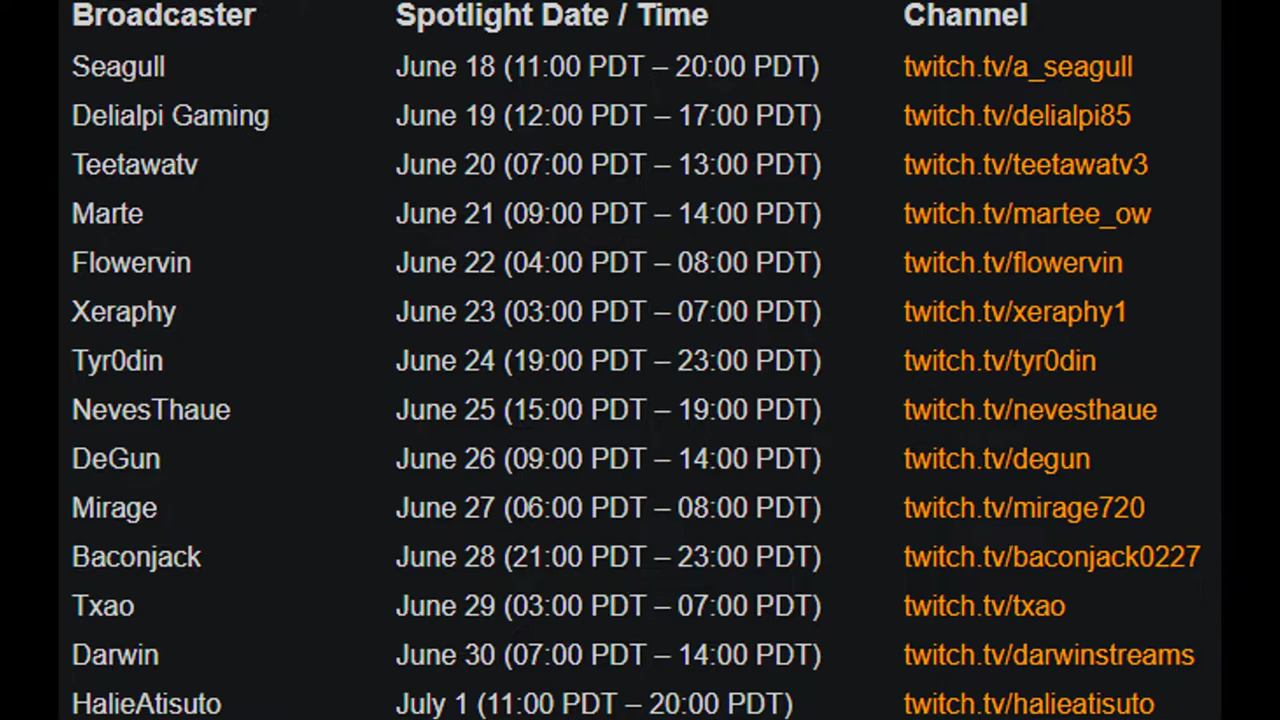 Broadcaster Spotlight Date / Time Channel
Seagull June 18 (11:00 PDT – 20:00 PDT) twitch.tv/a_seagull
Delialpi Gaming June 19 (12:00 PDT – 17:00 PDT) twitch.tv/delialpi85
Teetawatv June 20 (07:00 PDT – 13:00 PDT) twitch.tv/teetawatv3
Marte June 21 (09:00 PDT – 14:00 PDT) twitch.tv/martee_ow
Flowervin June 22 (04:00 PDT – 08:00 PDT) twitch.tv/flowervin
Xeraphy June 23 (03:00 PDT – 07:00 PDT) twitch.tv/xeraphy1
Tyr0din June 24 (19:00 PDT – 23:00 PDT) twitch.tv/tyr0din
NevesThaue June 25 (15:00 PDT – 19:00 PDT) twitch.tv/nevesthaue
DeGun June 26 (09:00 PDT – 14:00 PDT) twitch.tv/degun
Mirage June 27 (06:00 PDT – 08:00 PDT) twitch.tv/mirage720
Baconjack June 28 (21:00 PDT – 23:00 PDT) twitch.tv/baconjack0227
Txao June 29 (03:00 PDT – 07:00 PDT) twitch.tv/txao
Darwin June 30 (07:00 PDT – 14:00 PDT) twitch.tv/darwinstreams
HalieAtisuto July 1 (11:00 PDT – 20:00 PDT) twitch.tv/halieatisuto